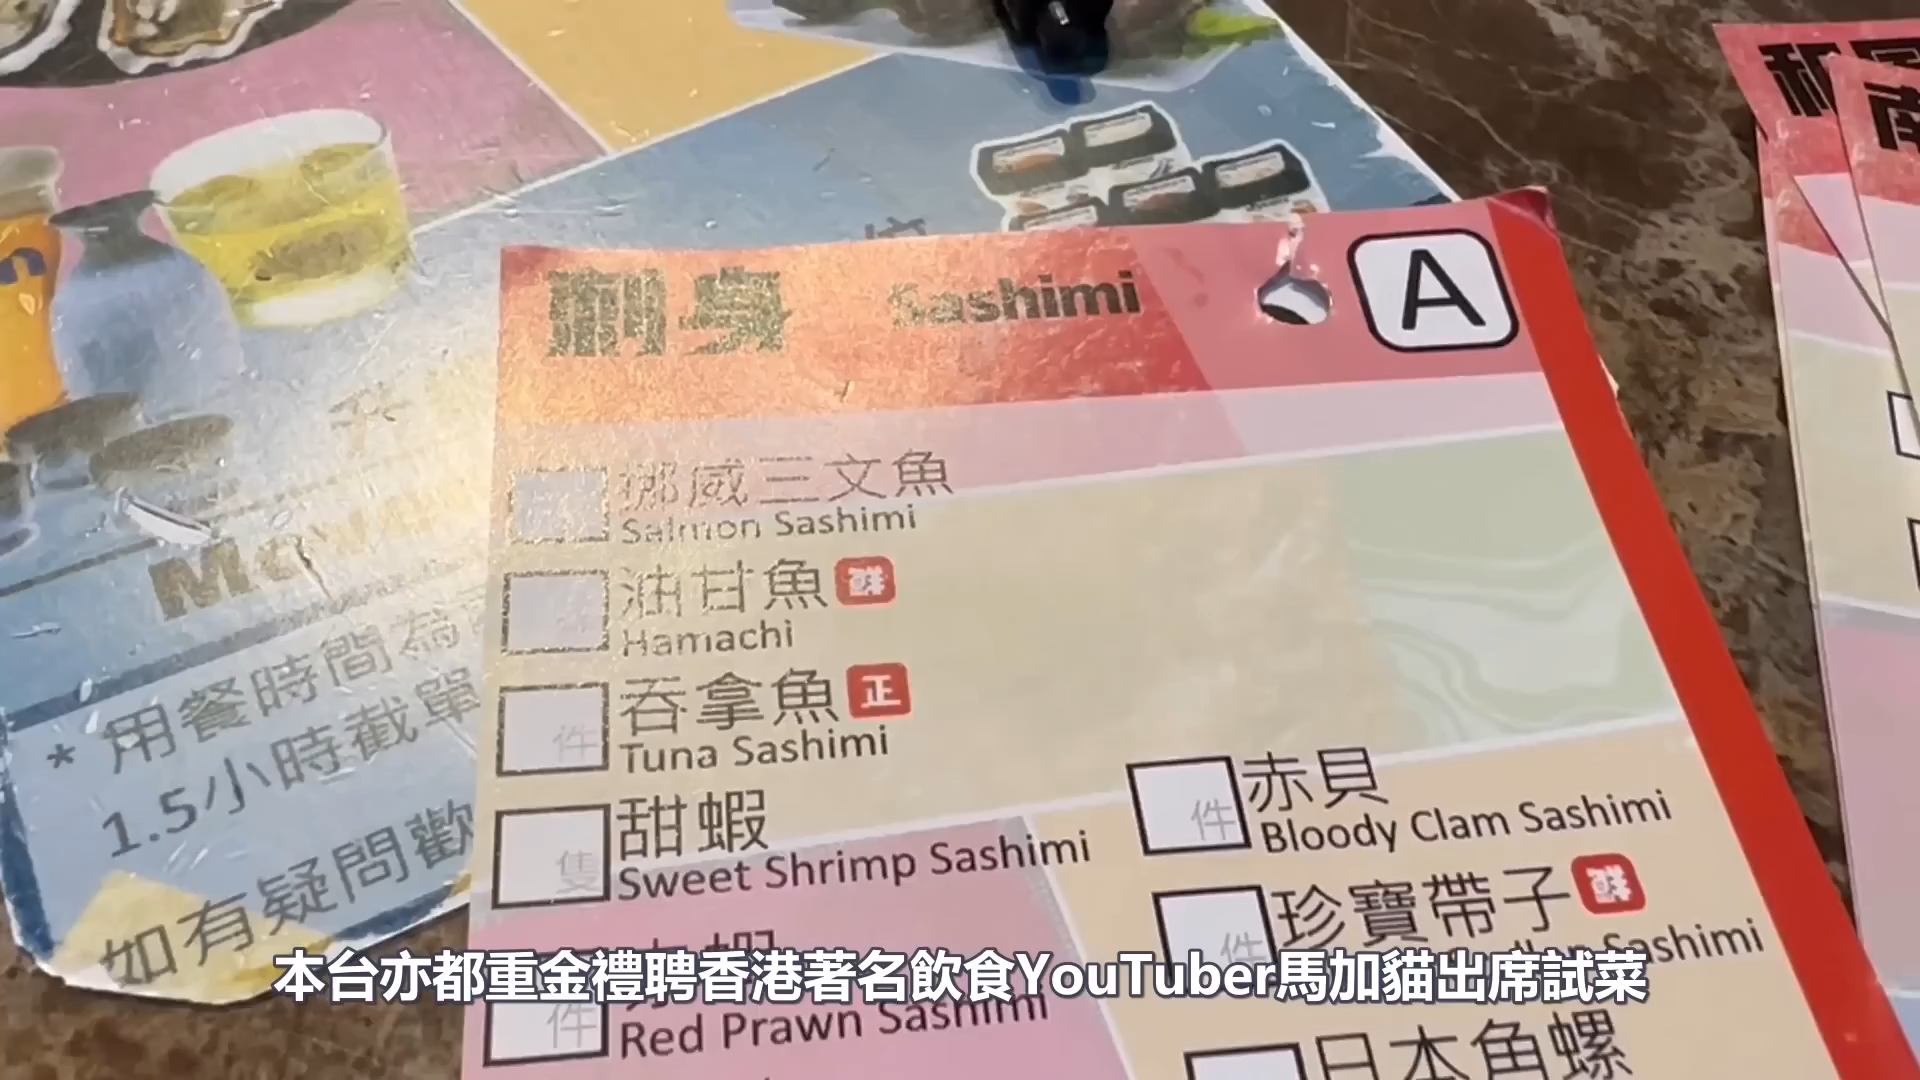 刺身 Sashimi A
挪威三文魚
Salmon Sashimi
油甘魚 鮮
Hamachi
吞拿魚 正
件
Tuna Sashimi
甜蝦
隻
Sweet Shrimp Sashimi
件
Red Prawn Sashimi
赤貝
件
Bloody Clam Sashimi
珍寶帶子 鮮
件
Sashimi
日本角螺
* 用餐時間為
1.5小時截單
如有疑問歡
本台亦都重金禮聘香港著名飲食YouTuber馬加貓出席試菜